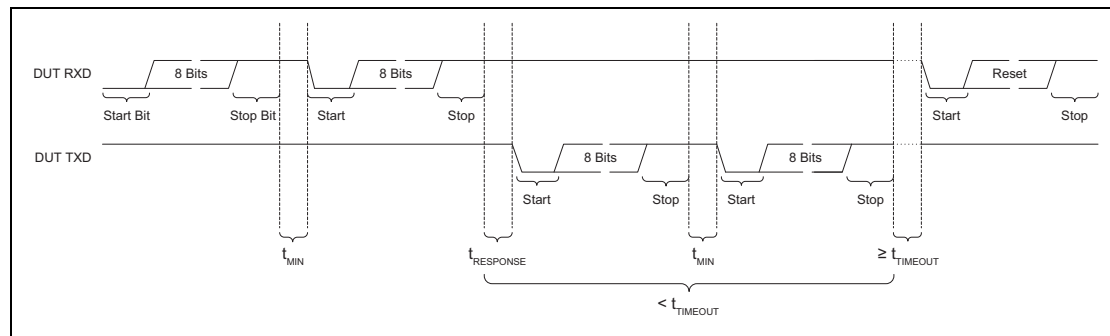 DUT RXD
8 Bits
8 Bits
Reset
Start Bit
Stop Bit
Start
Stop
Start
Stop
DUT TXD
8 Bits
8 Bits
Start
Stop
Start
Stop
tMIN
tRESPONSE
tMIN
≥ tTIMEOUT
< tTIMEOUT